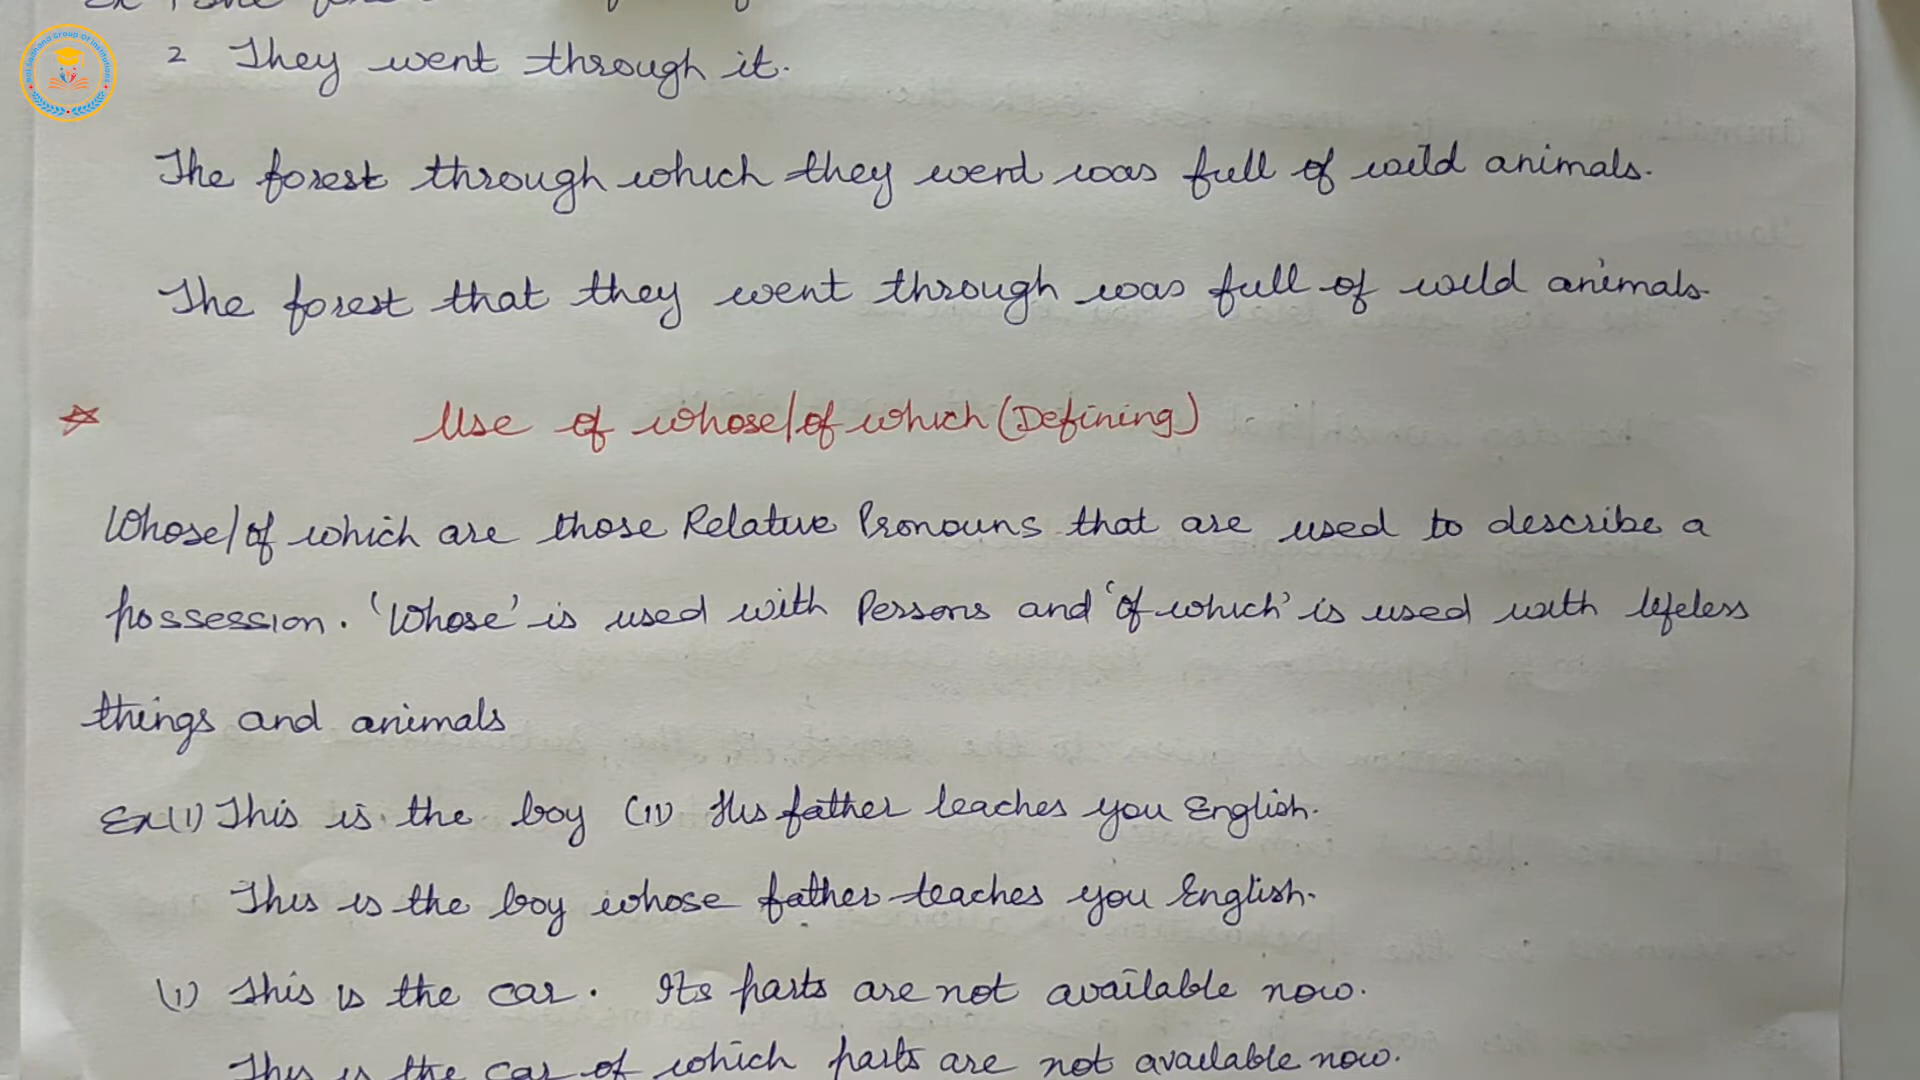 2 They went through it.
The forest through which they went was full of wild animals.
The forest that they went through was full of wild animals.
Use of whose/of which (Defining)
Whose/of which are those Relative Pronouns that are used to describe a
possession. 'Whose' is used with Persons and 'of which' is used with lifeless
things and animals
Ex (i) This is the boy (ii) His father teaches you English.
This is the boy whose father teaches you English.
(i) This is the car. Its parts are not available now.
This is the car of which parts are not available now.